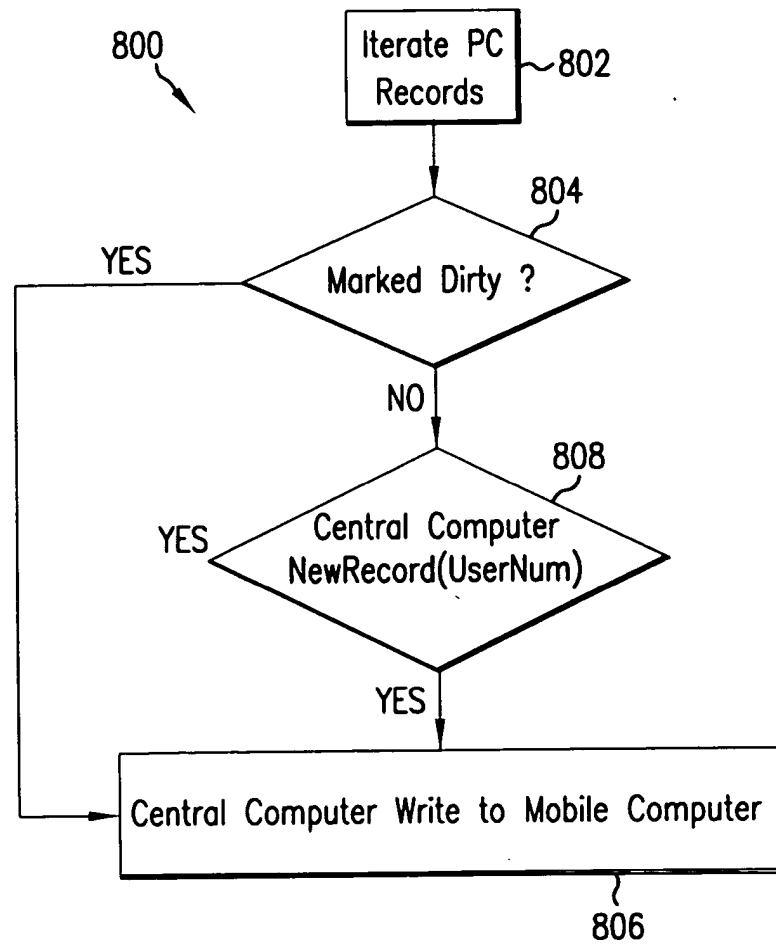 800
Iterate PC
Records
802
804
YES
Marked Dirty ?
NO
808
YES
Central Computer
NewRecord(UserNum)
YES
Central Computer Write to Mobile Computer
806